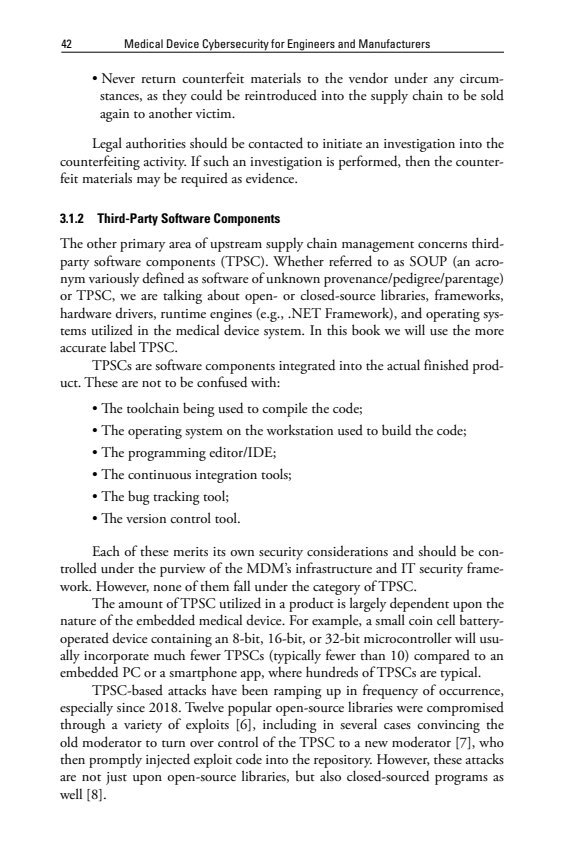 42 Medical Device Cybersecurity for Engineers and Manufacturers
• Never return counterfeit materials to the vendor under any circum-
stances, as they could be reintroduced into the supply chain to be sold
again to another victim.
Legal authorities should be contacted to initiate an investigation into the
counterfeiting activity. If such an investigation is performed, then the counter-
feit materials may be required as evidence.
3.1.2 Third-Party Software Components
The other primary area of upstream supply chain management concerns third-
party software components (TPSC). Whether referred to as SOUP (an acro-
nym variously defined as software of unknown provenance/pedigree/parentage)
or TPSC, we are talking about open- or closed-source libraries, frameworks,
hardware drivers, runtime engines (e.g., .NET Framework), and operating sys-
tems utilized in the medical device system. In this book we will use the more
accurate label TPSC.
TPSCs are software components integrated into the actual finished prod-
uct. These are not to be confused with:
• The toolchain being used to compile the code;
• The operating system on the workstation used to build the code;
• The programming editor/IDE;
• The continuous integration tools;
• The bug tracking tool;
• The version control tool.
Each of these merits its own security considerations and should be con-
trolled under the purview of the MDM's infrastructure and IT security frame-
work. However, none of them fall under the category of TPSC.
The amount of TPSC utilized in a product is largely dependent upon the
nature of the embedded medical device. For example, a small coin cell battery-
operated device containing an 8-bit, 16-bit, or 32-bit microcontroller will usu-
ally incorporate much fewer TPSCs (typically fewer than 10) compared to an
embedded PC or a smartphone app, where hundreds of TPSCs are typical.
TPSC-based attacks have been ramping up in frequency of occurrence,
especially since 2018. Twelve popular open-source libraries were compromised
through a variety of exploits [6], including in several cases convincing the
old moderator to turn over control of the TPSC to a new moderator [7], who
then promptly injected exploit code into the repository. However, these attacks
are not just upon open-source libraries, but also closed-sourced programs as
well [8].